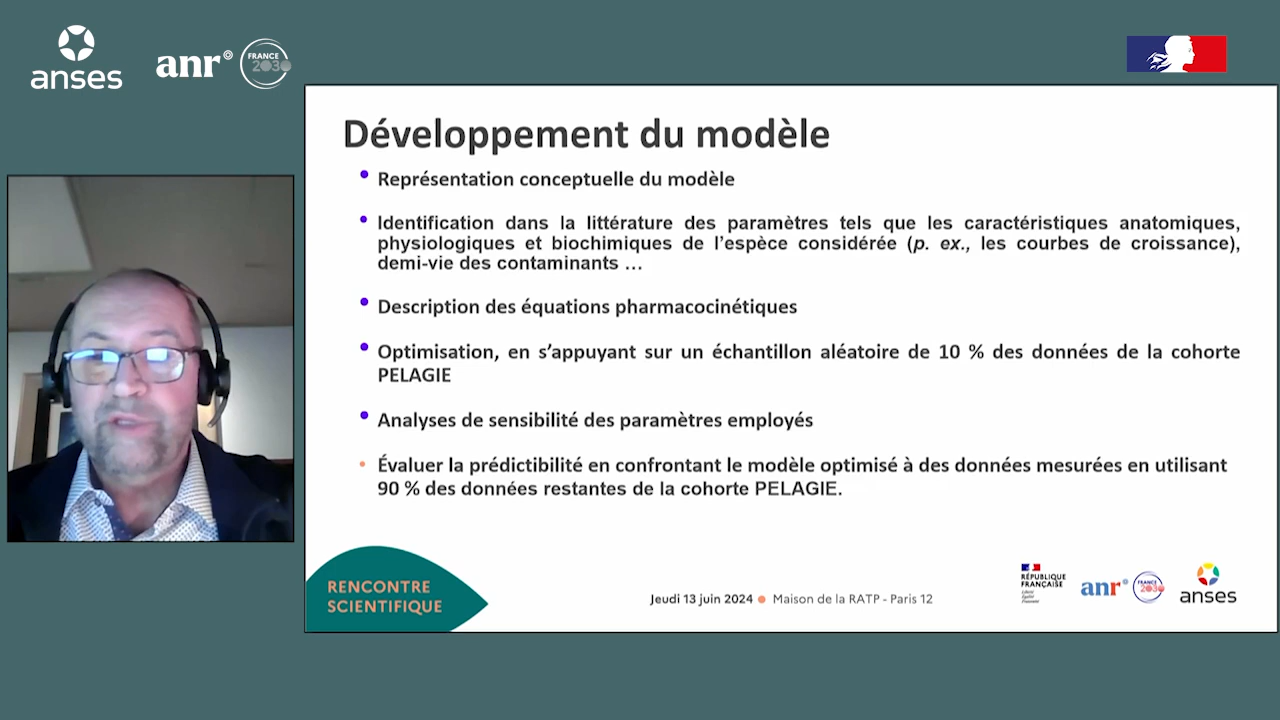 anses
anr
FRANCE
2030
Développement du modèle
• Représentation conceptuelle du modèle
• Identification dans la littérature des paramètres tels que les caractéristiques anatomiques,
physiologiques et biochimiques de l’espèce considérée (p. ex., les courbes de croissance),
demi-vie des contaminants …
• Description des équations pharmacocinétiques
• Optimisation, en s’appuyant sur un échantillon aléatoire de 10 % des données de la cohorte
PELAGIE
• Analyses de sensibilité des paramètres employés
• Évaluer la prédictibilité en confrontant le modèle optimisé à des données mesurées en utilisant
90 % des données restantes de la cohorte PELAGIE.
RENCONTRE
SCIENTIFIQUE
Jeudi 13 juin 2024 • Maison de la RATP - Paris 12
RÉPUBLIQUE
FRANÇAISE
Liberté
Égalité
Fraternité
anr
FRANCE
2030
anses